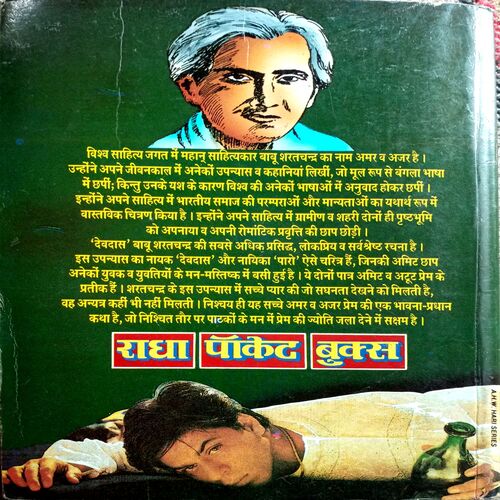 विश्व साहित्य जगत में महान् साहित्यकार बाबू शरतचन्द्र का नाम अमर व अजर है ।
उन्होंने अपने जीवनकाल में अनेकों उपन्यास व कहानियां लिखीं, जो मूल रूप से बंगला भाषा
में छपीं; किन्तु उनके यश के कारण विश्व की अनेकों भाषाओं में अनुवाद होकर छपीं ।
इन्होंने अपने साहित्य में भारतीय समाज की परम्पराओं और मान्यताओं का यथार्थ रूप में
वास्तविक चित्रण किया है । इन्होंने अपने साहित्य में ग्रामीण व शहरी दोनों ही पृष्टभूमि
को अपनाया व अपनी रोमांटिक प्रवृत्ति की छाप छोड़ी ।
‘देवदास’ बाबू शरतचन्द्र की सबसे अधिक प्रसिद्ध, लोकप्रिय व सर्वश्रेष्ठ रचना है ।
इस उपन्यास का नायक ‘देवदास’ और नायिका ‘पारो’ ऐसे चरित्र हैं, जिनकी अमिट छाप
अनेकों युवक व युवतियों के मन-मस्तिष्क में वसी हुई है । ये दोनों पात्र अमिट व अटूट प्रेम के
प्रतीक हैं । शरतचन्द्र के इस उपन्यास में सच्चे प्यार की जो सघनता देखने को मिलती है,
वह अन्यत्र कहीं भी नहीं मिलती । निश्चय ही यह सच्चे अमर व अजर प्रेम की एक भावना-प्रधान
कथा है, जो निश्चित तौर पर पाठकों के मन में प्रेम की ज्योति जला देने में सक्षम है ।
राधा पॉकेट बुक्स
A.H.W HARI SERIES